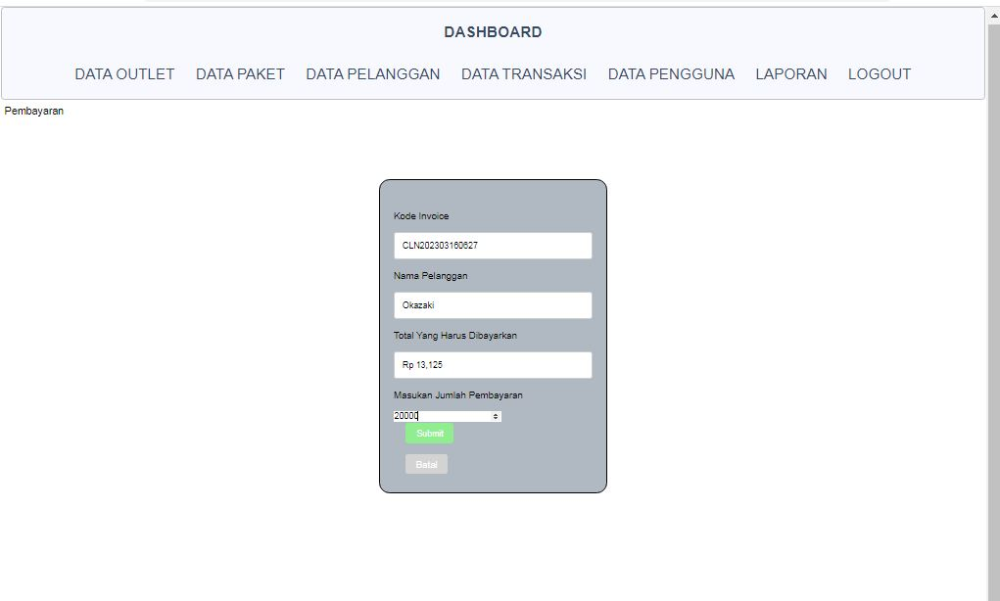 DASHBOARD
DATA OUTLET DATA PAKET DATA PELANGGAN DATA TRANSAKSI DATA PENGGUNA LAPORAN LOGOUT
Pembayaran
Kode Invoice
CLN202303160627
Nama Pelanggan
Okazaki
Total Yang Harus Dibayarkan
Rp 13,125
Masukan Jumlah Pembayaran
20000
Submit
Batal